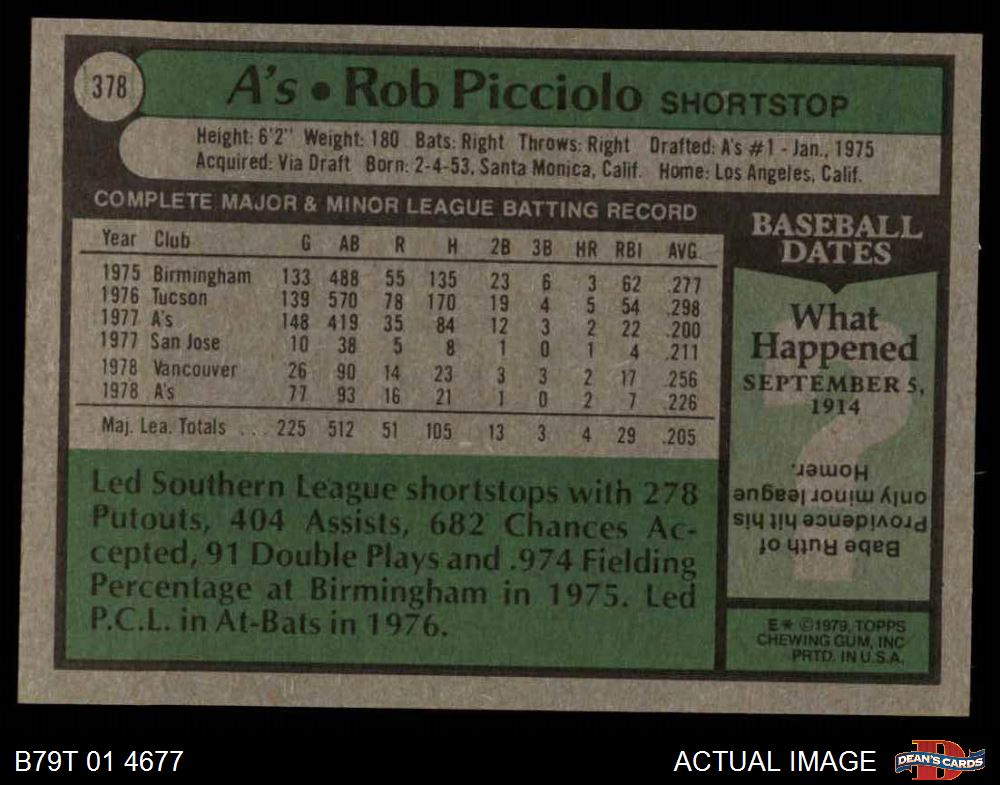 378
A's • Rob Picciolo SHORTSTOP
Height: 6'2" Weight: 180 Bats: Right Throws: Right Drafted: A's #1 - Jan., 1975
Acquired: Via Draft Born: 2-4-53, Santa Monica, Calif. Home: Los Angeles, Calif.
COMPLETE MAJOR & MINOR LEAGUE BATTING RECORD
Year Club G AB R H 2B 3B HR RBI AVG.
1975 Birmingham 133 488 55 135 23 6 3 62 .277
1976 Tucson 139 570 78 170 19 4 5 54 .298
1977 A's 148 419 35 84 12 3 2 22 .200
1977 San Jose 10 38 5 8 1 0 1 4 .211
1978 Vancouver 26 90 14 23 3 3 2 17 .256
1978 A's 77 93 16 21 1 0 2 7 .226
Maj. Lea. Totals ... 225 512 51 105 13 3 4 29 .205
Led Southern League shortstops with 278
Putouts, 404 Assists, 682 Chances Ac-
cepted, 91 Double Plays and .974 Fielding
Percentage at Birmingham in 1975. Led
P.C.L. in At-Bats in 1976.
BASEBALL
DATES
What
Happened
SEPTEMBER 5,
1914
?
Babe Ruth of
Providence hit his
only minor league
Homer.
E* ©1979, TOPPS
CHEWING GUM, INC
PRTD. IN U.S.A.
B79T 01 4677
ACTUAL IMAGE
D
DEAN'S CARDS